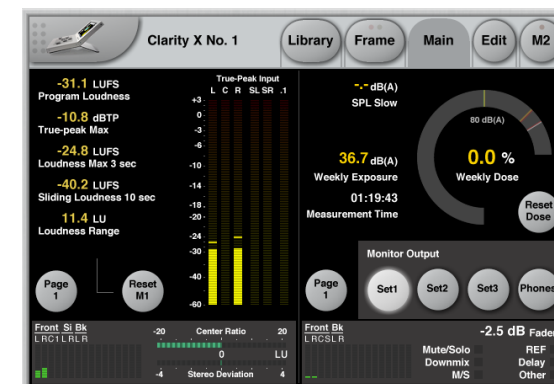 Clarity X No. 1
Library
Frame
Main
Edit
M2
-31.1 LUFS
Program Loudness
-10.8 dBTP
True-peak Max
-24.8 LUFS
Loudness Max 3 sec
-40.2 LUFS
Sliding Loudness 10 sec
11.4 LU
Loudness Range
Page
1
Reset
M1
True-Peak Input
L C R SL SR .1
+3
0
-3
-6
-10
-14
-18
-20
-24
-30
-40
-60
-.- dB(A)
SPL Slow
36.7 dB(A)
Weekly Exposure
01:19:43
Measurement Time
80 dB(A)
0.0 %
Weekly Dose
Reset
Dose
Monitor Output
Page
1
Set1
Set2
Set3
Phones
Front Si Bk
L R C 1 L R L R
-20 Center Ratio 20
0 LU
-4 Stereo Deviation 4
Front Bk
L R C SL R
-2.5 dB Fade
Mute/Solo REF
Downmix Delay
M/S Other